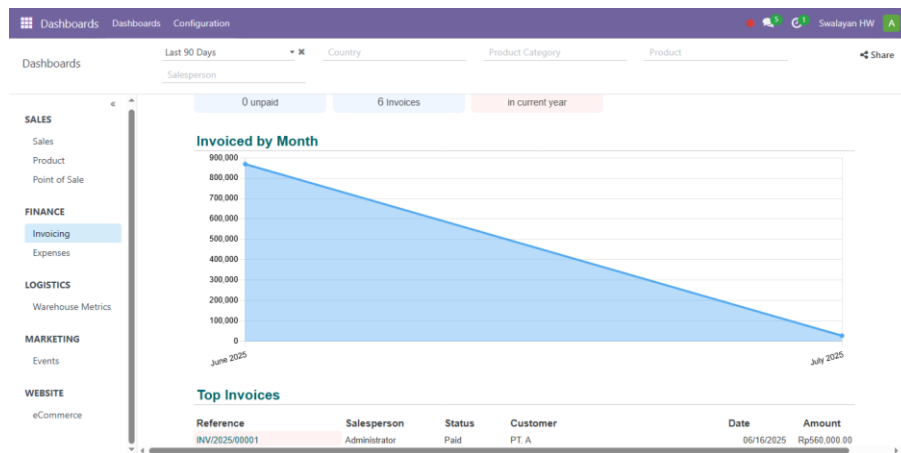 Dashboards Dashboards Configuration 5 1 Swalayan HW A
Dashboards
Last 90 Days Country Product Category Product Share
Salesperson
SALES
Sales
Product
Point of Sale
FINANCE
Invoicing
Expenses
LOGISTICS
Warehouse Metrics
MARKETING
Events
WEBSITE
eCommerce
0 unpaid 6 Invoices in current year
Invoiced by Month
900,000
800,000
700,000
600,000
500,000
400,000
300,000
200,000
100,000
0
June 2025 July 2025
Top Invoices
Reference Salesperson Status Customer Date Amount
INV/2025/00001 Administrator Paid PT. A 06/16/2025 Rp560,000.00